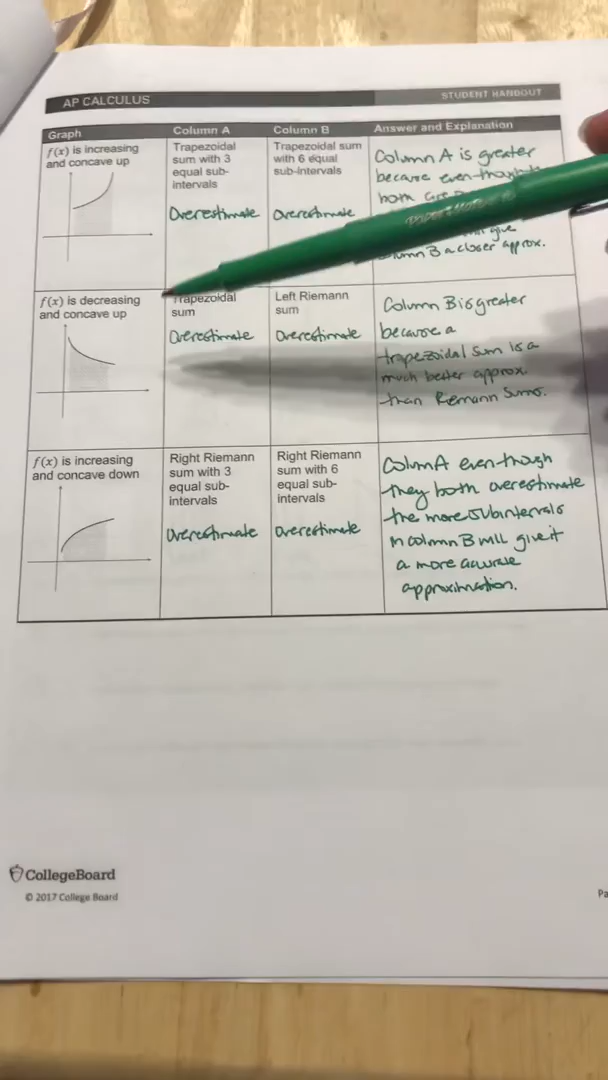 AP CALCULUS
STUDENT HANDOUT
Graph
Column A
Column B
Answer and Explanation
f(x) is increasing
and concave up
Trapezoidal
sum with 3
equal sub-
intervals
Overestimate
Trapezoidal sum
with 6 equal
sub-intervals
Overestimate
Column A is greater
because even though
both are
give
Column B a closer approx.
f(x) is decreasing
and concave up
Trapezoidal
sum
Overestimate
Left Riemann
sum
Overestimate
Column B is greater
because a
trapezoidal sum is a
much better approx.
than Riemann Sums.
f(x) is increasing
and concave down
Right Riemann
sum with 3
equal sub-
intervals
Overestimate
Right Riemann
sum with 6
equal sub-
intervals
Overestimate
Column A even though
they both overestimate
the more subintervals
in column B will give it
a more accurate
approximation.
CollegeBoard
© 2017 College Board
Pa